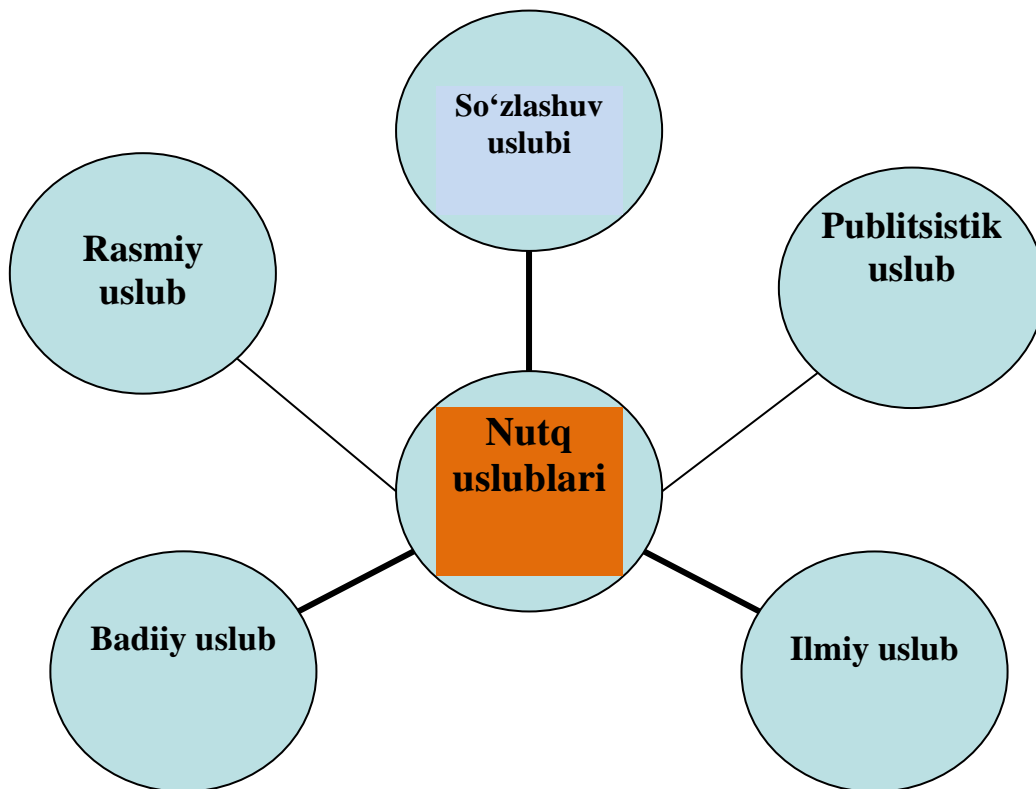 So‘zlashuv
uslubi
Rasmiy
uslub
Publitsistik
uslub
Nutq
uslublari
Badiiy uslub
Ilmiy uslub